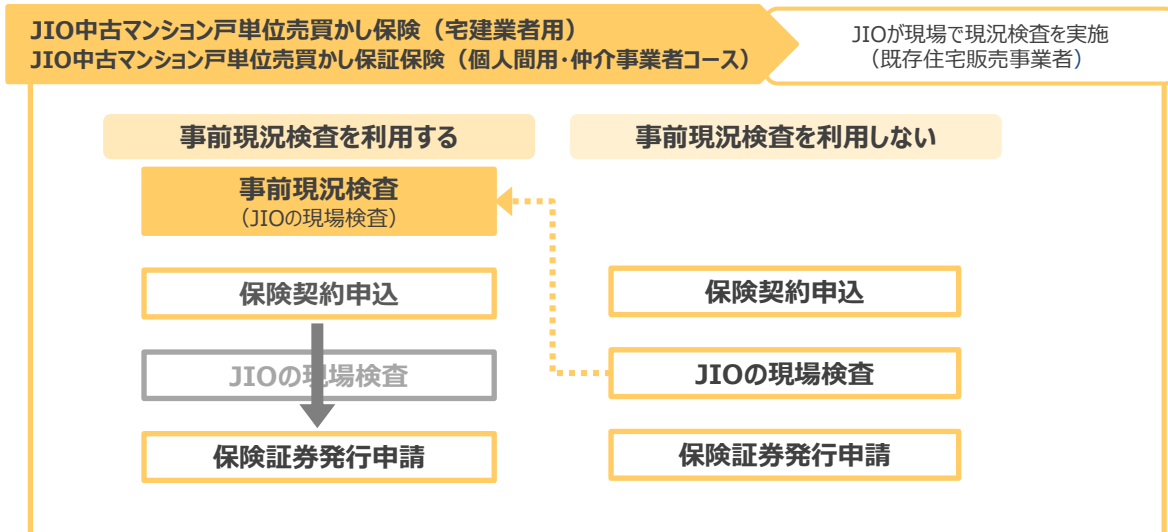 JIO中古マンション戸単位売買かし保険（宅建業者用）
JIO中古マンション戸単位売買かし保証保険（個人間用・仲介事業者コース）
JIOが現場で現況検査を実施
（既存住宅販売事業者）
事前現況検査を利用する
事前現況検査
（JIOの現場検査）
保険契約申込
JIOの現場検査
保険証券発行申請
事前現況検査を利用しない
保険契約申込
JIOの現場検査
保険証券発行申請